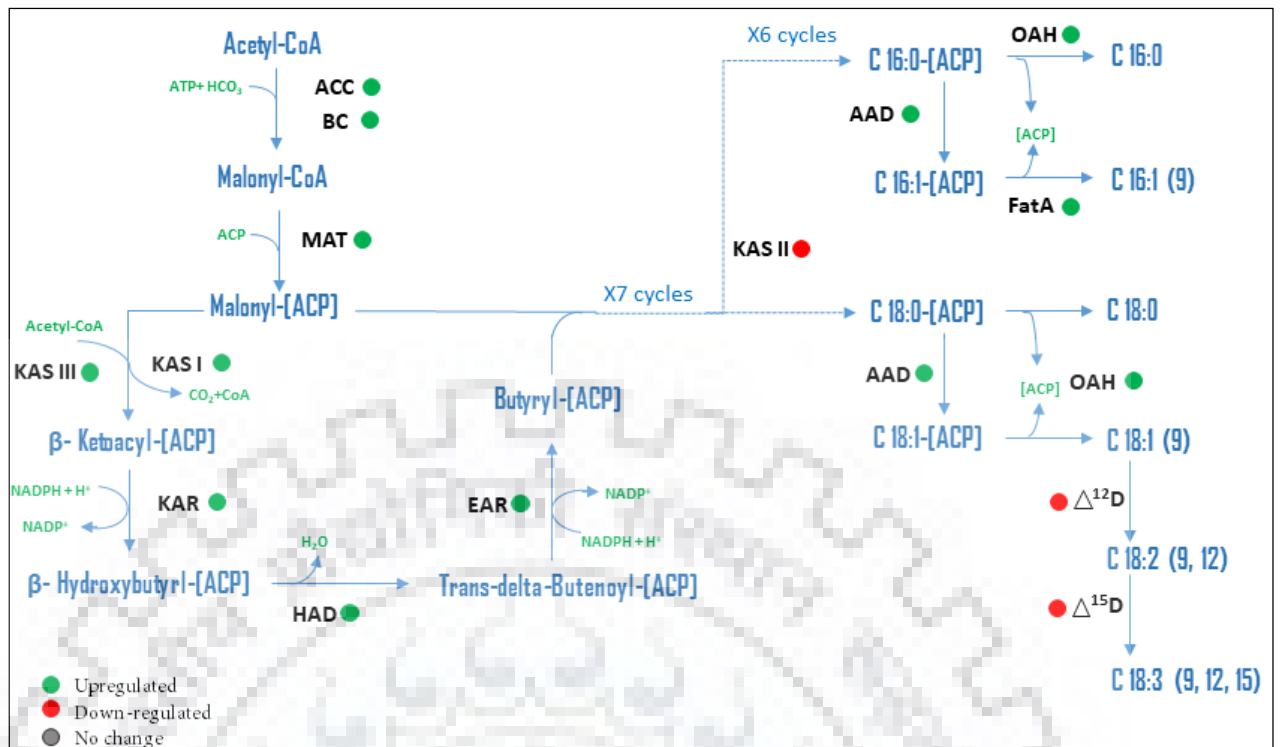 Acetyl-CoA
ATP+ HCO₃
ACC
BC
Malonyl-CoA
ACP
MAT
Malonyl-[ACP]
Acetyl-CoA
KAS III
KAS I
CO₂+CoA
β- Ketoacyl-[ACP]
NADPH + H⁺
KAR
NADP⁺
β- Hydroxybutyrl-[ACP]
H₂O
HAD
Trans-delta-Butenoyl-[ACP]
EAR
NADP⁺
NADPH + H⁺
Butyryl-[ACP]
X7 cycles
X6 cycles
KAS II
C 16:0-[ACP]
OAH
C 16:0
AAD
[ACP]
C 16:1-[ACP]
C 16:1 (9)
FatA
C 18:0-[ACP]
C 18:0
AAD
[ACP]
OAH
C 18:1-[ACP]
C 18:1 (9)
△¹²D
C 18:2 (9, 12)
△¹⁵D
C 18:3 (9, 12, 15)
Upregulated
Down-regulated
No change